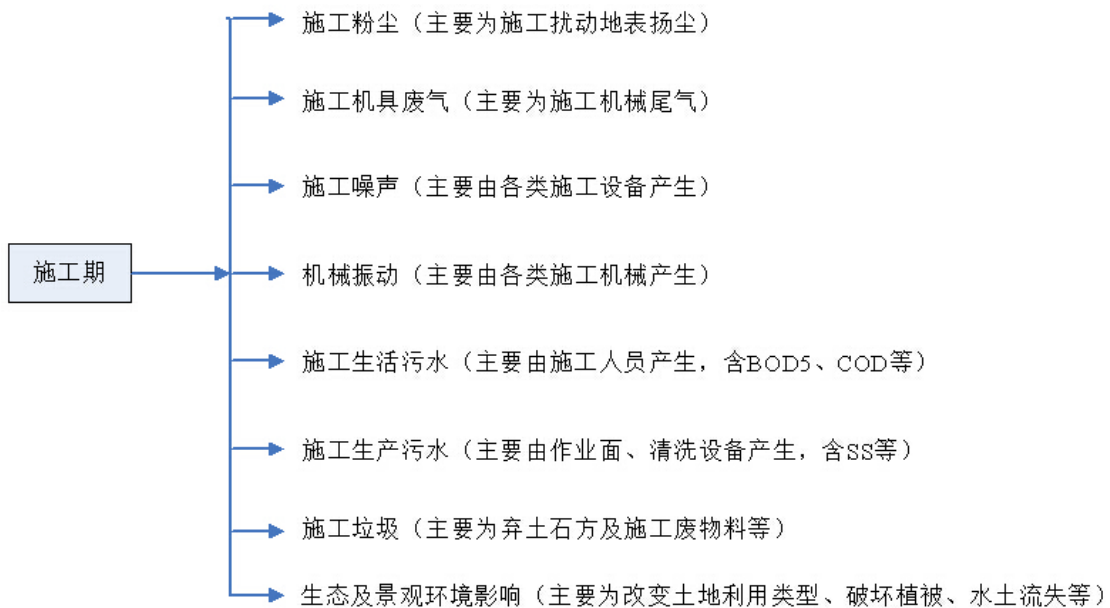 施工粉尘（主要为施工扰动地表扬尘）
施工机具废气（主要为施工机械尾气）
施工噪声（主要由各类施工设备产生）
施工期
机械振动（主要由各类施工机械产生）
施工生活污水（主要由施工人员产生，含BOD5、COD等）
施工生产污水（主要由作业面、清洗设备产生，含SS等）
施工垃圾（主要为弃土石方及施工废物料等）
生态及景观环境影响（主要为改变土地利用类型、破坏植被、水土流失等）